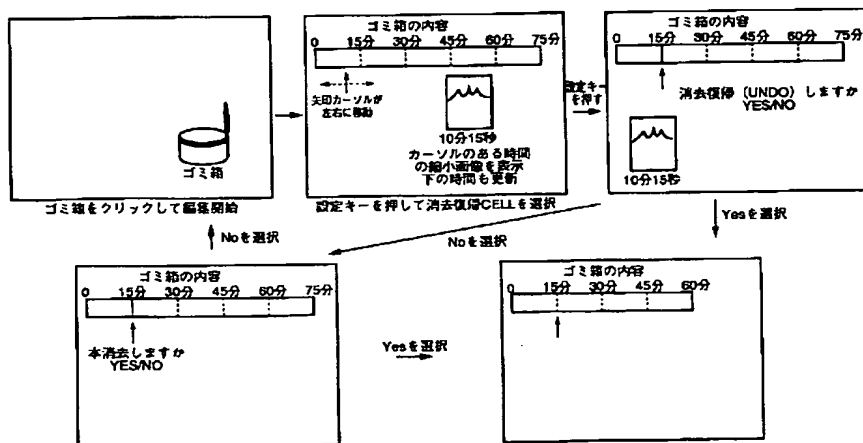 ゴミ箱
ゴミ箱をクリックして編集開始
ゴミ箱の内容
0 15分 30分 45分 60分 75分
矢印カーソルが
左右に移動
10分15秒
カーソルのある時間
の縮小画像を表示
下の時間も更新
設定キーを押して消去復帰CELLを選択
設定キー
を押す
ゴミ箱の内容
0 15分 30分 45分 60分 75分
消去復帰(UNDO)しますか
YES/NO
10分15秒
Noを選択
Noを選択
Yesを選択
ゴミ箱の内容
0 15分 30分 45分 60分 75分
本消去しますか
YES/NO
Yesを選択
ゴミ箱の内容
0 15分 30分 45分 60分